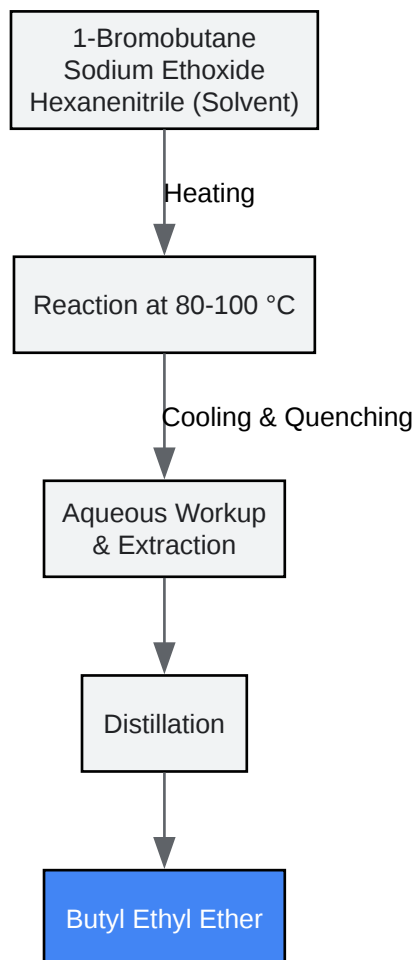 1-Bromobutane
Sodium Ethoxide
Hexanenitrile (Solvent)
Heating
Reaction at 80-100 °C
Cooling & Quenching
Aqueous Workup
& Extraction
Distillation
Butyl Ethyl Ether